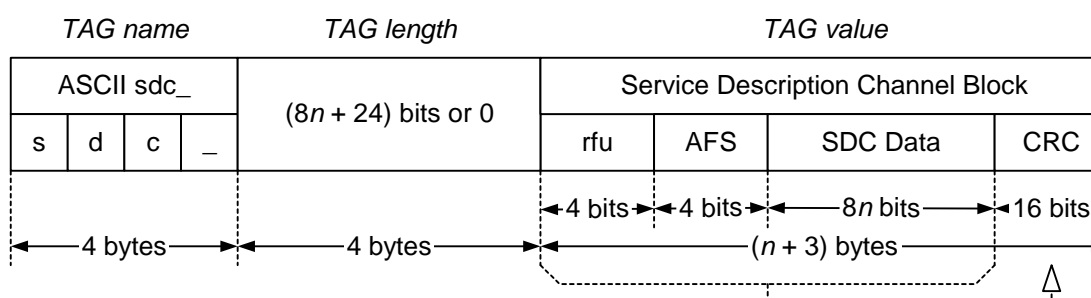 TAG name TAG length TAG value
ASCII sdc_ (8n + 24) bits or 0 Service Description Channel Block
s d c _ rfu AFS SDC Data CRC
4 bits 4 bits 8n bits 16 bits
4 bytes 4 bytes (n + 3) bytes